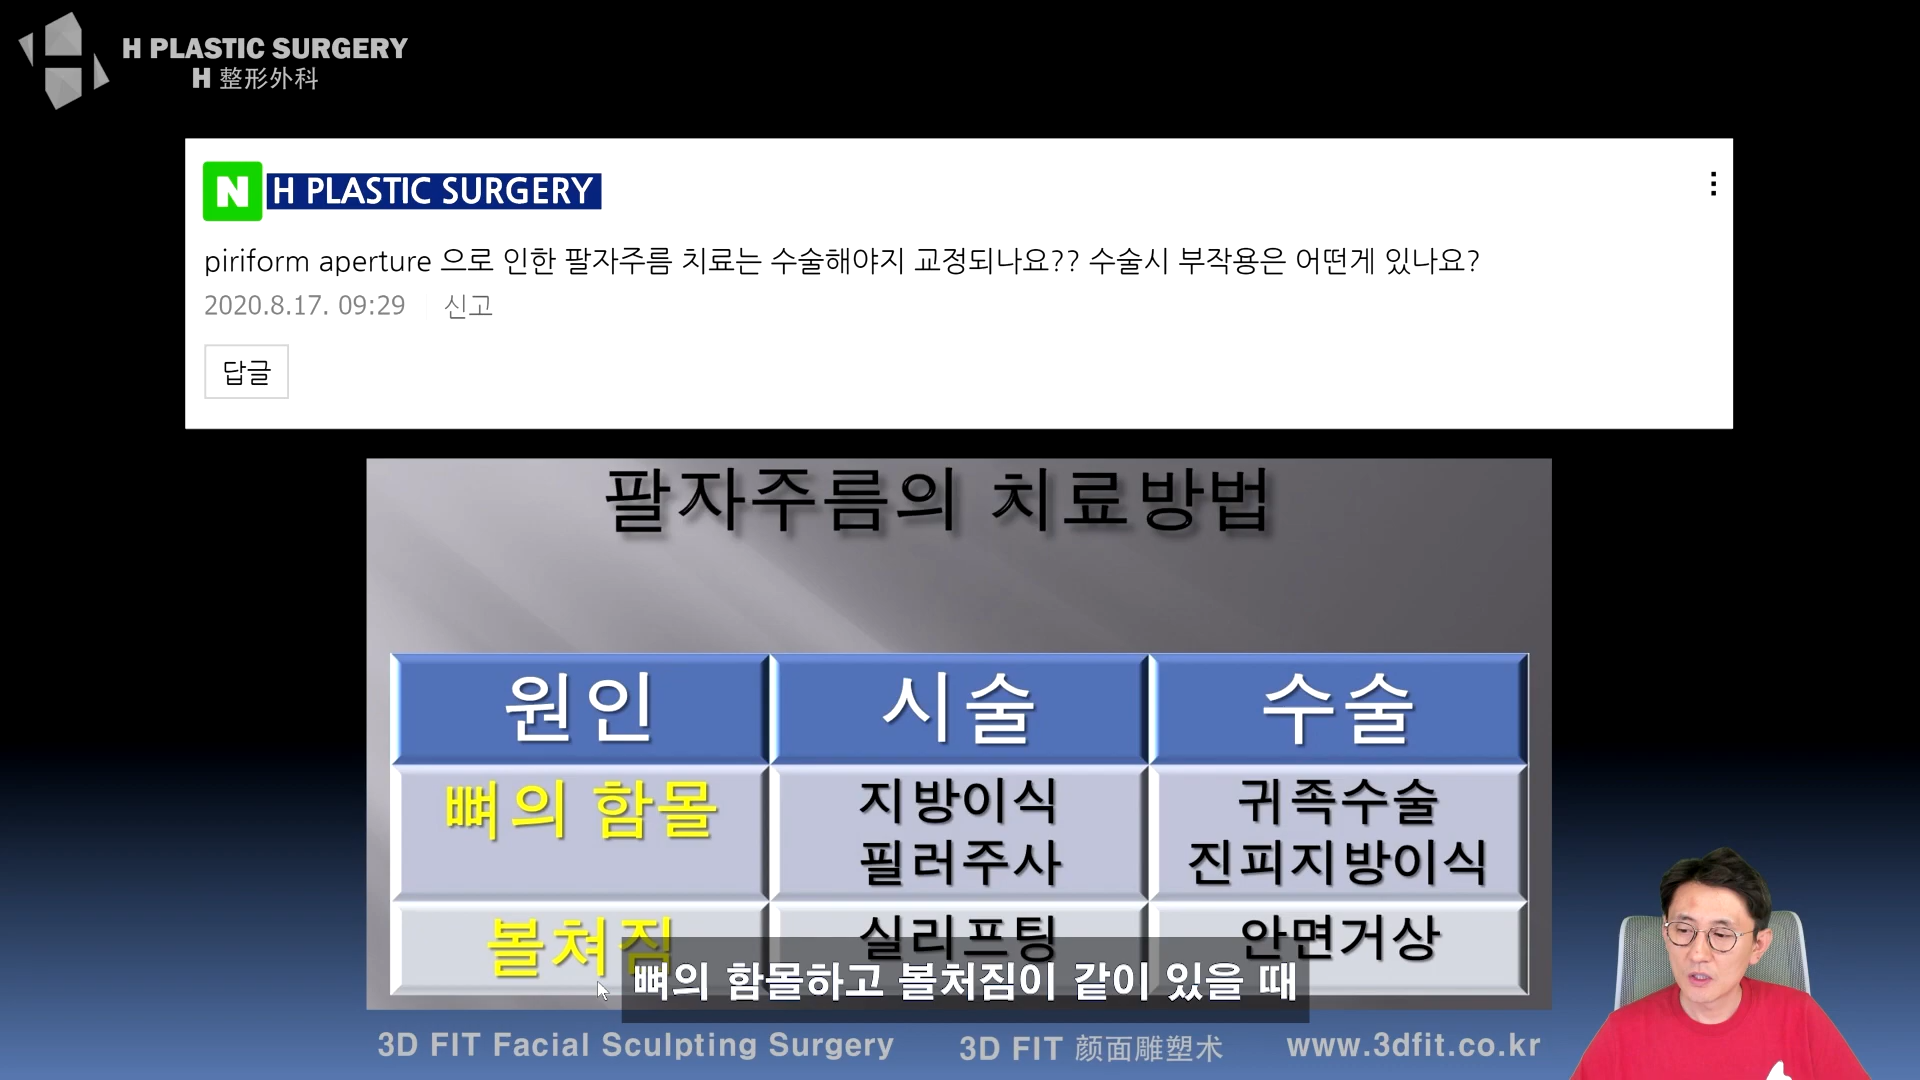 H PLASTIC SURGERY
H 整形外科
N H PLASTIC SURGERY
piriform aperture 으로 인한 팔자주름 치료는 수술해야지 교정되나요?? 수술시 부작용은 어떤게 있나요?
2020.8.17. 09:29 신고
답글
팔자주름의 치료방법
원인 시술 수술
뼈의 함몰 지방이식 귀족수술
필러주사 진피지방이식
볼쳐짐 실리프팅 안면거상
뼈의 함몰하고 볼처짐이 같이 있을 때
3D FIT Facial Sculpting Surgery 3D FIT 颜面雕塑术 www.3dfit.co.kr